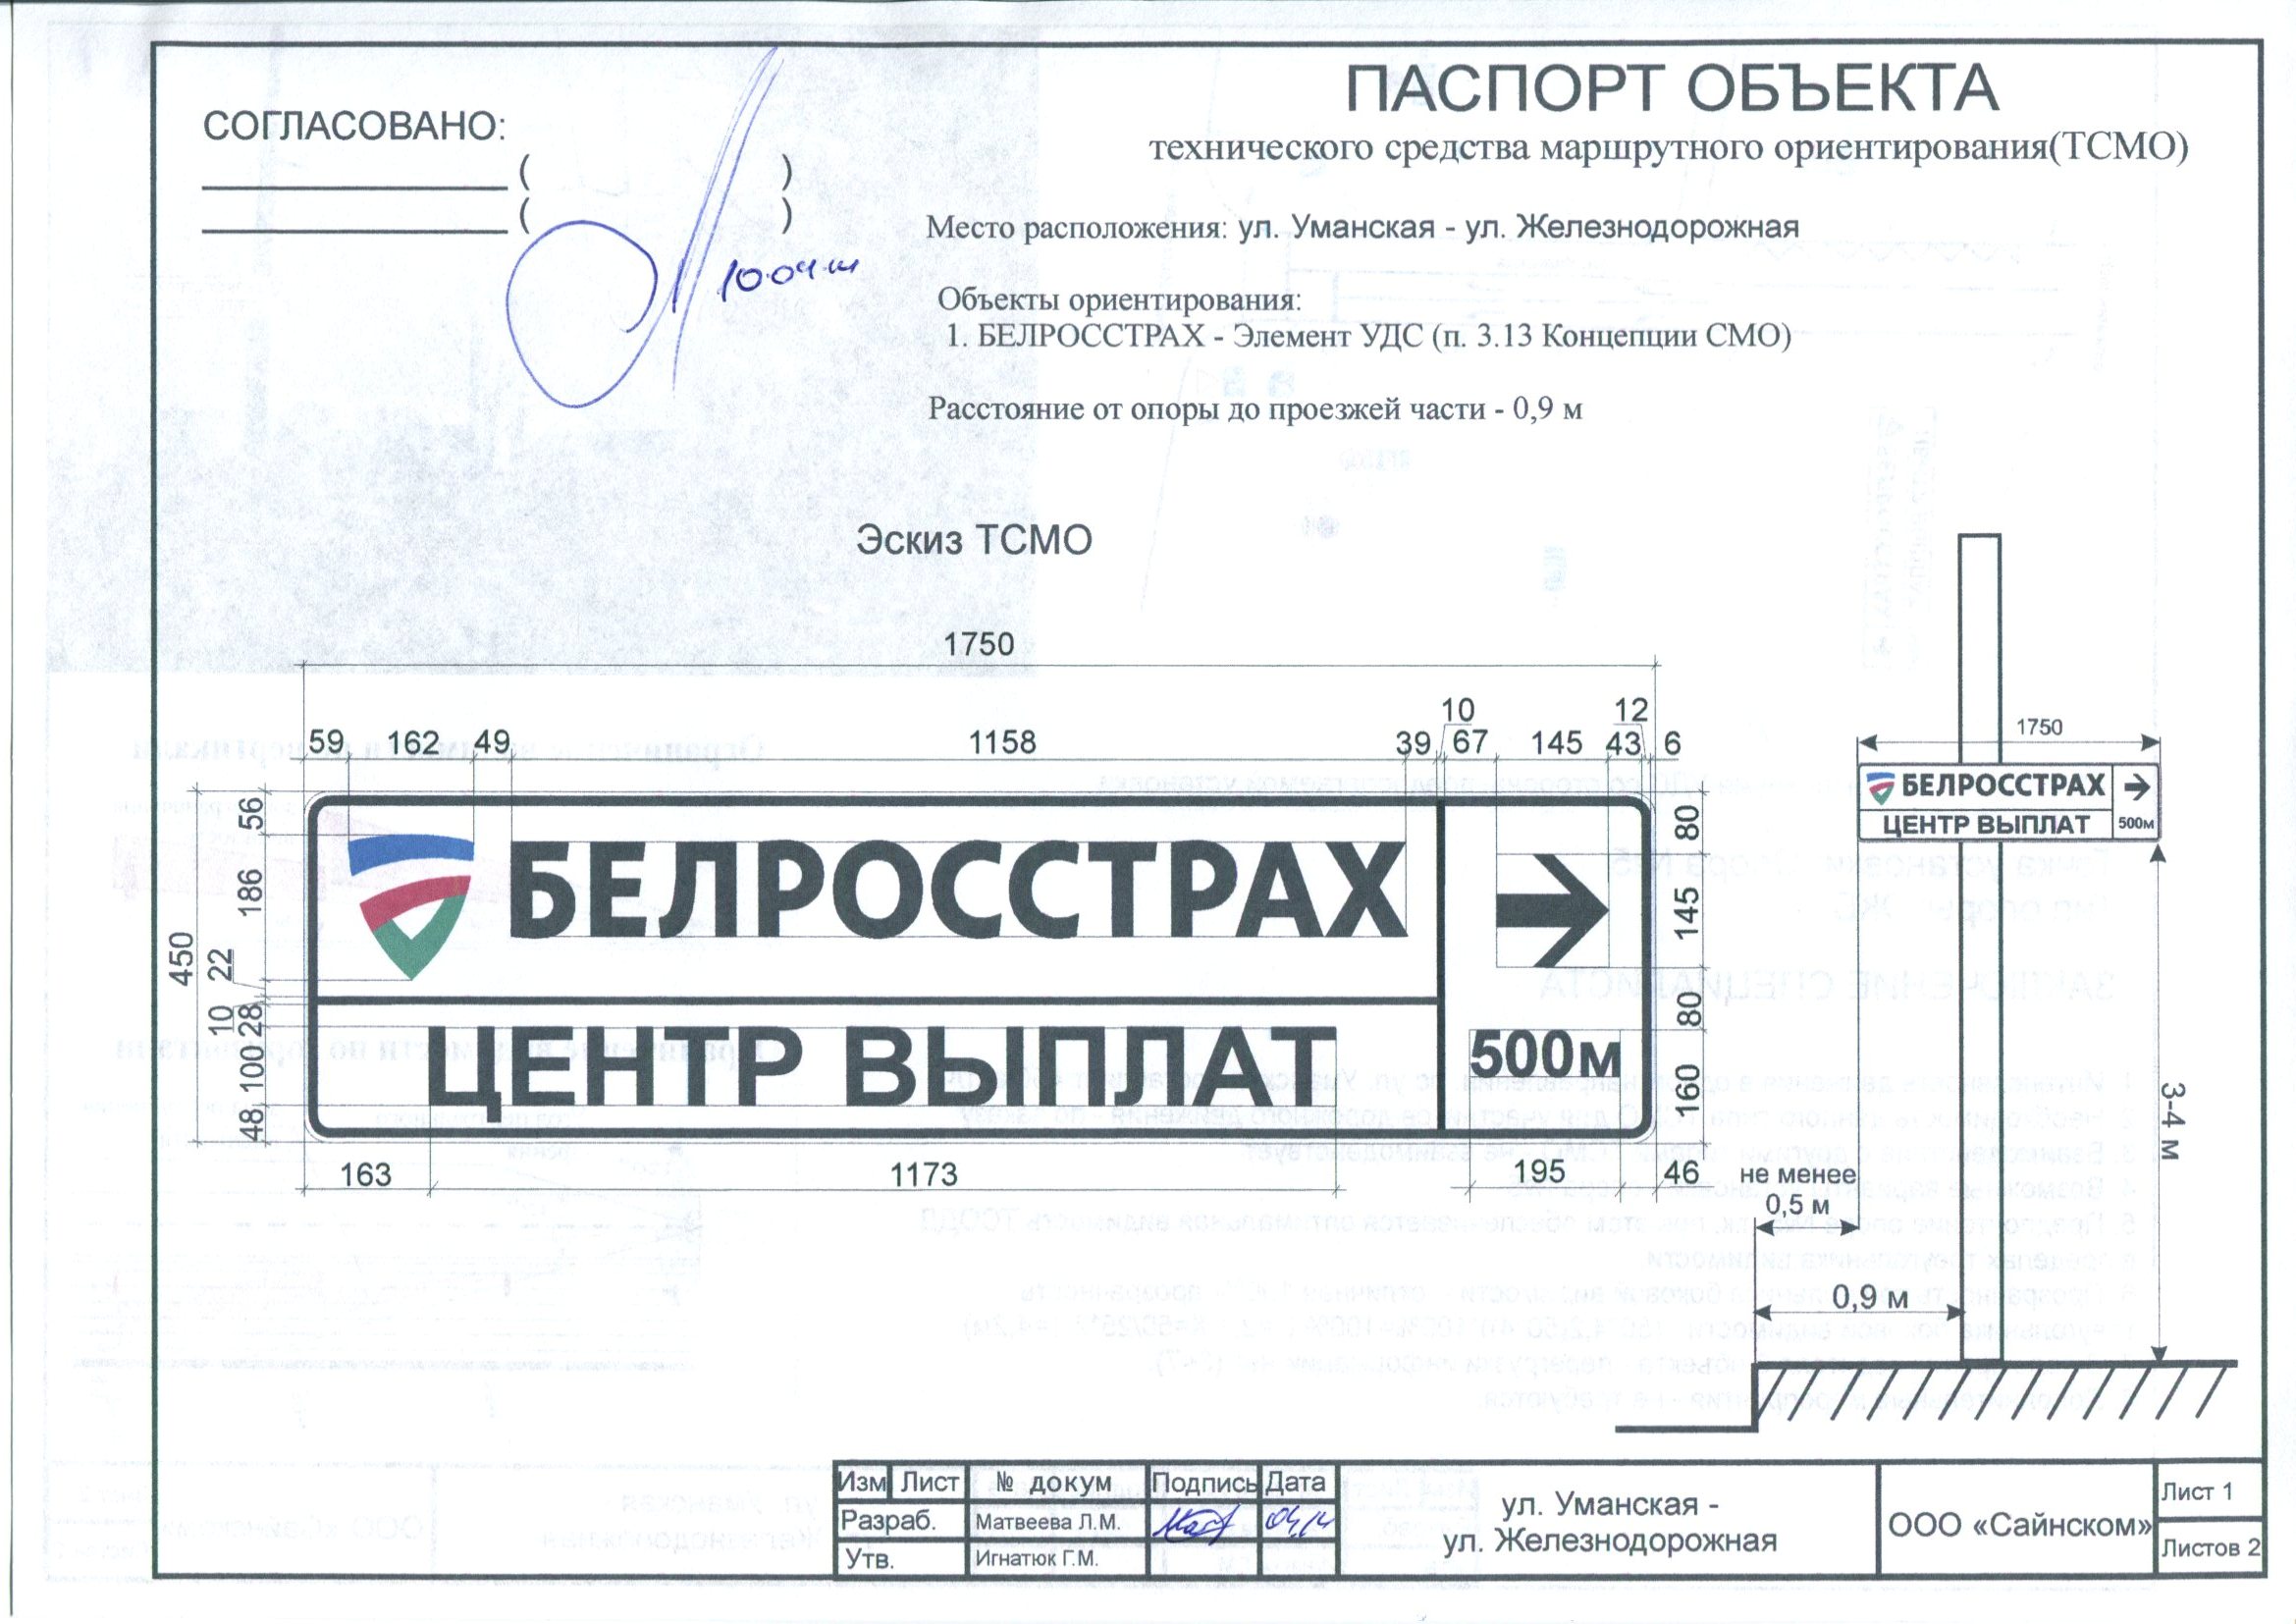 ПАСПОРТ ОБЪЕКТА
технического средства маршрутного ориентирования(ТСМО)
СОГЛАСОВАНО:
( )
( )
Место расположения: ул. Уманская - ул. Железнодорожная
Объекты ориентирования:
1. БЕЛРОССТРАХ - Элемент УДС (п. 3.13 Концепции СМО)
Расстояние от опоры до проезжей части - 0,9 м
Эскиз ТСМО
1750
10 12
59 162 49 1158 39 67 145 43 6
450
56 186 22 10 28 100 48
БЕЛРОССТРАХ
ЦЕНТР ВЫПЛАТ
500м
80 145 80 160
163 1173 195 46
1750
БЕЛРОССТРАХ
ЦЕНТР ВЫПЛАТ 500м
3-4 м
не менее
0,5 м
0,9 м
Изм Лист № докум Подпись Дата
Разраб. Матвеева Л.М. 04.14
Утв. Игнатюк Г.М.
ул. Уманская -
ул. Железнодорожная
ООО «Сайнском»
Лист 1
Листов 2